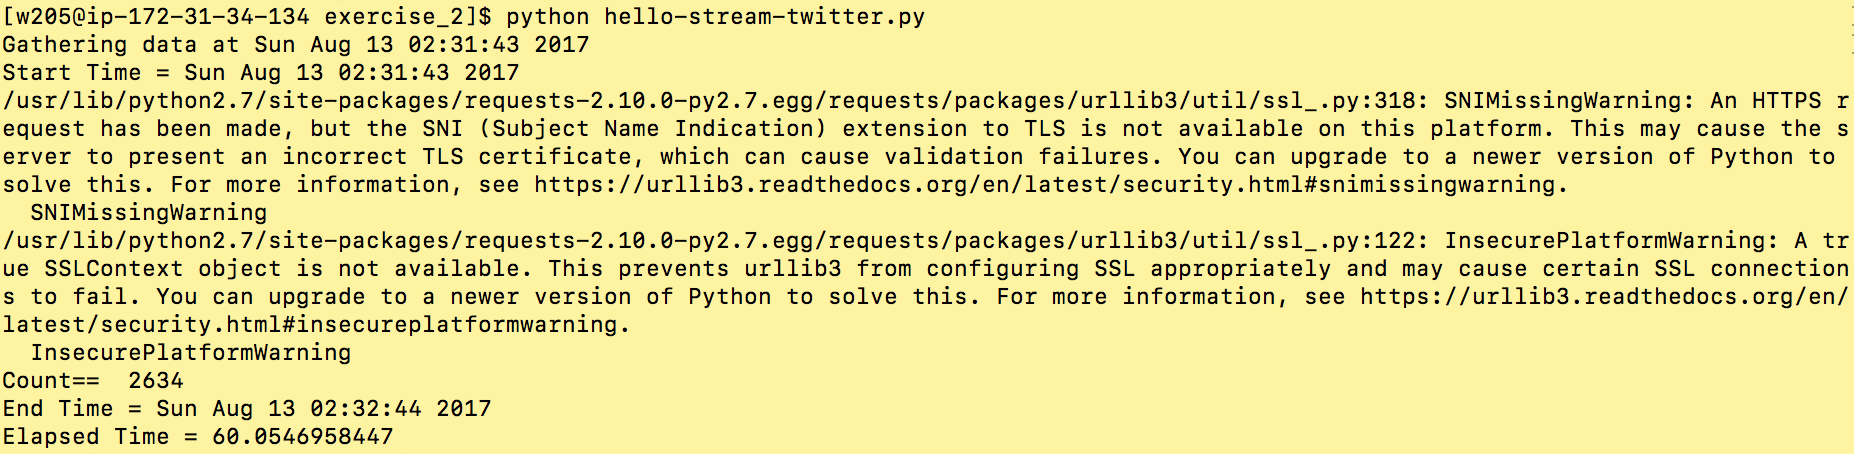 [w205@ip-172-31-34-134 exercise_2]$ python hello-stream-twitter.py
Gathering data at Sun Aug 13 02:31:43 2017
Start Time = Sun Aug 13 02:31:43 2017
/usr/lib/python2.7/site-packages/requests-2.10.0-py2.7.egg/requests/packages/urllib3/util/ssl_.py:318: SNIMissingWarning: An HTTPS r
equest has been made, but the SNI (Subject Name Indication) extension to TLS is not available on this platform. This may cause the s
erver to present an incorrect TLS certificate, which can cause validation failures. You can upgrade to a newer version of Python to
solve this. For more information, see https://urllib3.readthedocs.org/en/latest/security.html#snimissingwarning.
  SNIMissingWarning
/usr/lib/python2.7/site-packages/requests-2.10.0-py2.7.egg/requests/packages/urllib3/util/ssl_.py:122: InsecurePlatformWarning: A tr
ue SSLContext object is not available. This prevents urllib3 from configuring SSL appropriately and may cause certain SSL connection
s to fail. You can upgrade to a newer version of Python to solve this. For more information, see https://urllib3.readthedocs.org/en/
latest/security.html#insecureplatformwarning.
  InsecurePlatformWarning
Count==  2634
End Time = Sun Aug 13 02:32:44 2017
Elapsed Time = 60.0546958447